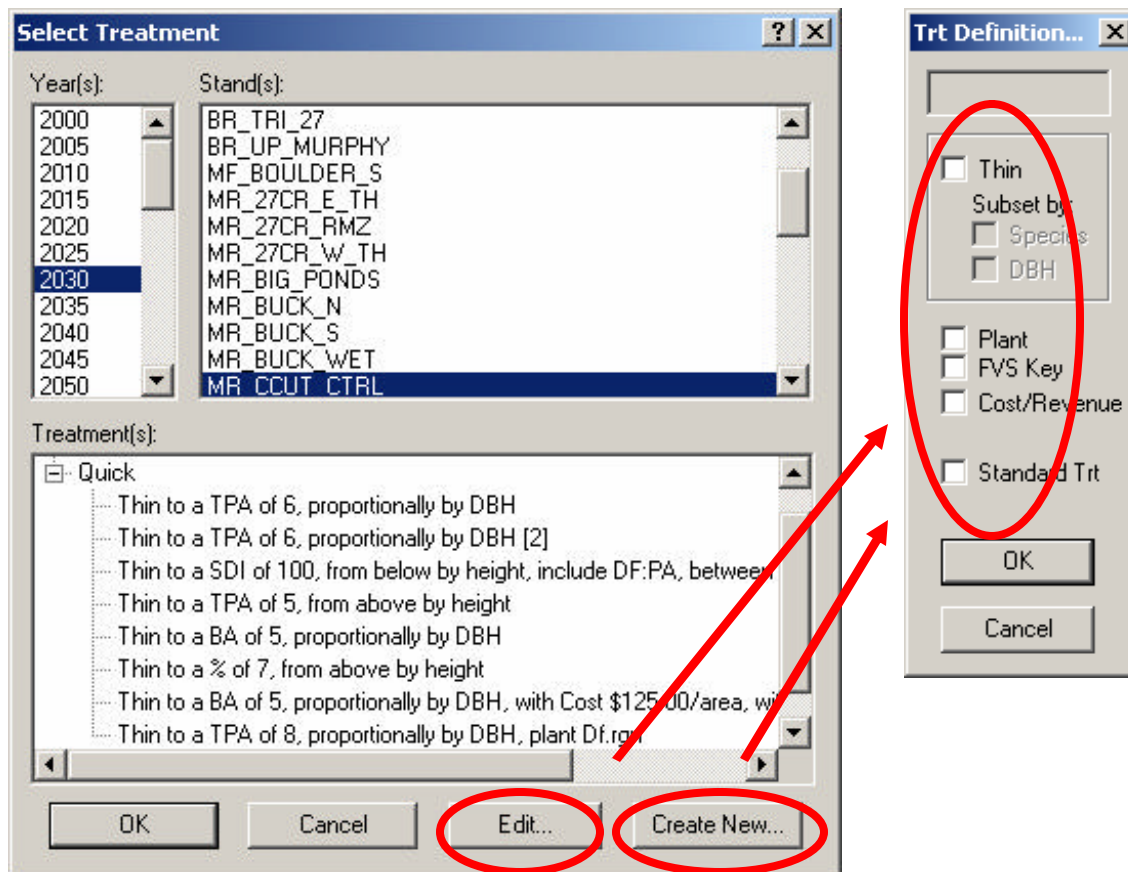 Select Treatment
Year(s):
Stand(s):
2000
2005
2010
2015
2020
2025
2030
2035
2040
2045
2050
BR_TRI_27
BR_UP_MURPHY
MF_BOULDER_S
MR_27CR_E_TH
MR_27CR_RMZ
MR_27CR_W_TH
MR_BIG_PONDS
MR_BUCK_N
MR_BUCK_S
MR_BUCK_WET
MR_CCUT_CTRL
Treatment(s):
Quick
Thin to a TPA of 6, proportionally by DBH
Thin to a TPA of 6, proportionally by DBH [2]
Thin to a SDI of 100, from below by height, include DF:PA, between
Thin to a TPA of 5, from above by height
Thin to a BA of 5, proportionally by DBH
Thin to a % of 7, from above by height
Thin to a BA of 5, proportionally by DBH, with Cost $125.00/area,
Thin to a TPA of 8, proportionally by DBH, plant Df.rgn
OK
Cancel
Edit...
Create New...
Trt Definition...
Thin
Subset by:
Species
DBH
Plant
FVS Key
Cost/Revenue
Standard Trt
OK
Cancel